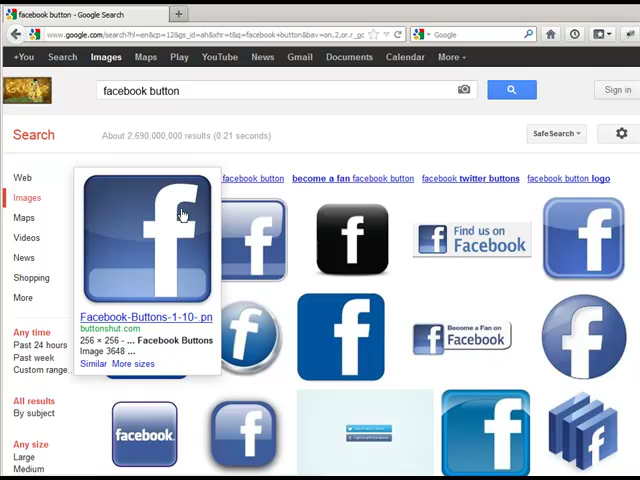 facebook button - Google Search
www.google.com/search?hl=en&cp=12&gs_id=ah&xhr=t&q=facebook+button&bav=on.2,or.r_gc
Google
+You Search Images Maps Play YouTube News Gmail Documents Calendar More
facebook button
Sign in
Search
About 2,690,000,000 results (0.21 seconds)
SafeSearch
Web
Images
Maps
Videos
News
Shopping
More
Any time
Past 24 hours
Past week
Custom range...
All results
By subject
Any size
Large
Medium
facebook button
become a fan facebook button
facebook twitter buttons
facebook button logo
f
Facebook-Buttons-1-10-.pn
buttonshut.com
256 × 256 - ... Facebook Buttons
Image 3648 ...
Similar More sizes
f
f
f
Find us on
Facebook
f
f
f
f
Become a Fan on
Facebook
f
facebook.
f
f
f